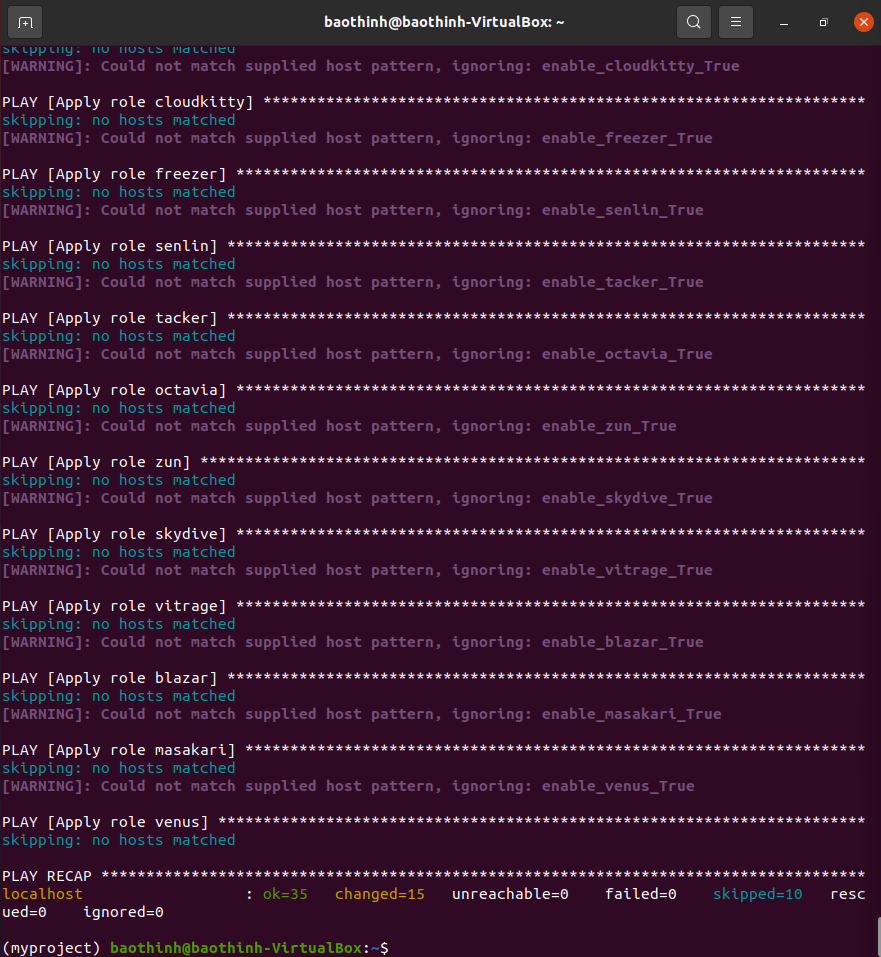 baothinh@baothinh-VirtualBox: ~
skipping: no hosts matched
[WARNING]: Could not match supplied host pattern, ignoring: enable_cloudkitty_True
PLAY [Apply role cloudkitty] *******************************************************************
skipping: no hosts matched
[WARNING]: Could not match supplied host pattern, ignoring: enable_freezer_True
PLAY [Apply role freezer] **********************************************************************
skipping: no hosts matched
[WARNING]: Could not match supplied host pattern, ignoring: enable_senlin_True
PLAY [Apply role senlin] ***********************************************************************
skipping: no hosts matched
[WARNING]: Could not match supplied host pattern, ignoring: enable_tacker_True
PLAY [Apply role tacker] ***********************************************************************
skipping: no hosts matched
[WARNING]: Could not match supplied host pattern, ignoring: enable_octavia_True
PLAY [Apply role octavia] **********************************************************************
skipping: no hosts matched
[WARNING]: Could not match supplied host pattern, ignoring: enable_zun_True
PLAY [Apply role zun] **************************************************************************
skipping: no hosts matched
[WARNING]: Could not match supplied host pattern, ignoring: enable_skydive_True
PLAY [Apply role skydive] **********************************************************************
skipping: no hosts matched
[WARNING]: Could not match supplied host pattern, ignoring: enable_vitrage_True
PLAY [Apply role vitrage] **********************************************************************
skipping: no hosts matched
[WARNING]: Could not match supplied host pattern, ignoring: enable_blazar_True
PLAY [Apply role blazar] ***********************************************************************
skipping: no hosts matched
[WARNING]: Could not match supplied host pattern, ignoring: enable_masakari_True
PLAY [Apply role masakari] *********************************************************************
skipping: no hosts matched
[WARNING]: Could not match supplied host pattern, ignoring: enable_venus_True
PLAY [Apply role venus] ************************************************************************
skipping: no hosts matched
PLAY RECAP *************************************************************************************
localhost                  : ok=35   changed=15   unreachable=0    failed=0    skipped=10   resc
ued=0    ignored=0
(myproject) baothinh@baothinh-VirtualBox:~$